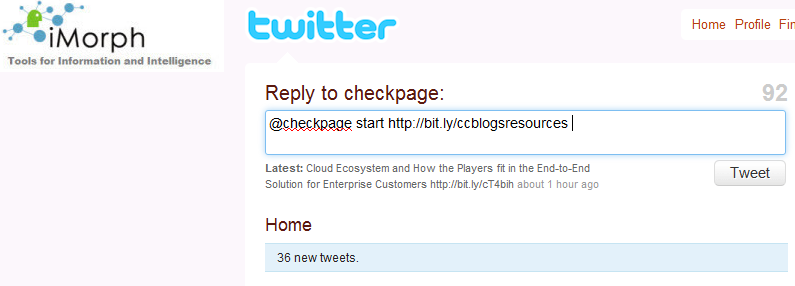 iMorph
Tools for Information and Intelligence
twitter
Home Profile Fin
Reply to checkpage:
92
@checkpage start http://bit.ly/ccblogsresources
Latest: Cloud Ecosystem and How the Players fit in the End-to-End
Solution for Enterprise Customers http://bit.ly/cT4bih about 1 hour ago
Tweet
Home
36 new tweets.